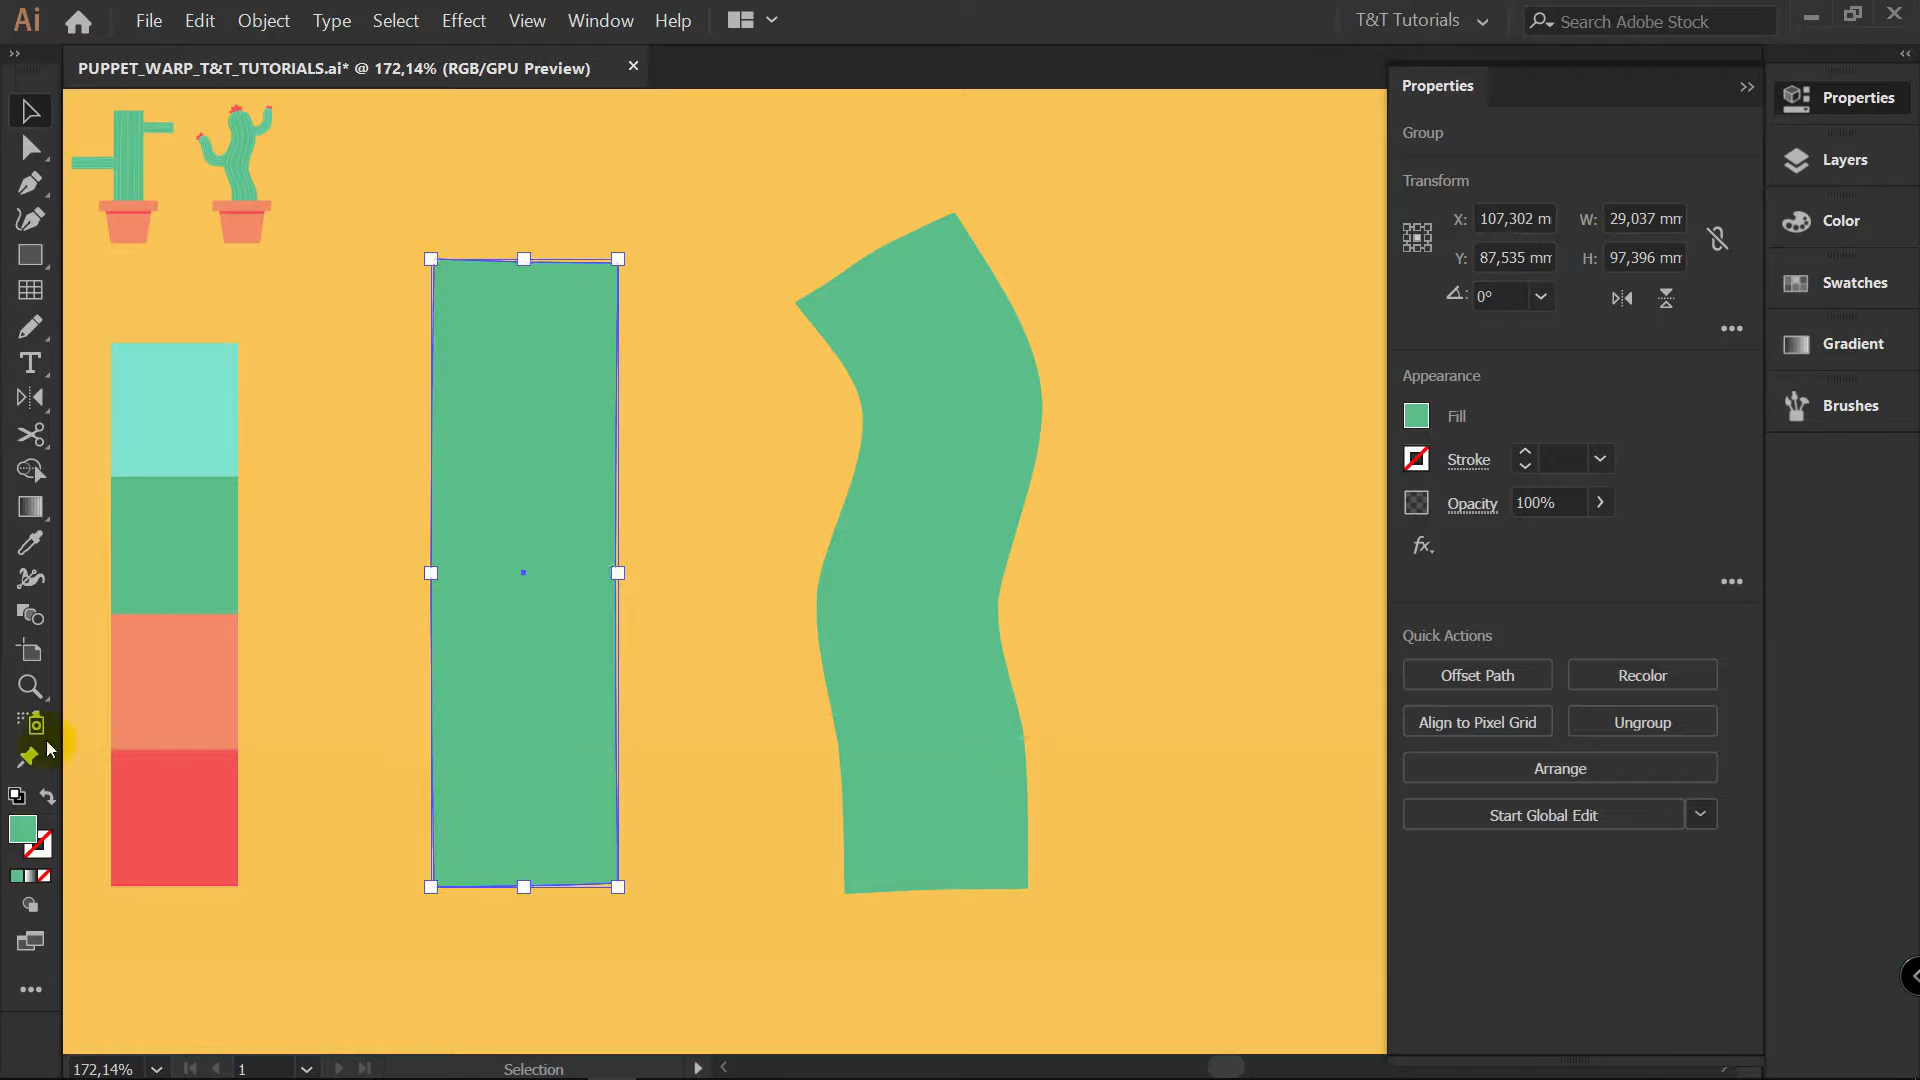 Ai File Edit Object Type Select Effect View Window Help T&T Tutorials Search Adobe Stock
PUPPET_WARP_T&T_TUTORIALS.ai* @ 172,14% (RGB/GPU Preview) ×
Properties
Group
Transform
X: 107,302 m W: 29,037 mm
Y: 87,535 mm H: 97,396 mm
0°
Appearance
Fill
Stroke
Opacity 100%
fx.
Quick Actions
Offset Path Recolor
Align to Pixel Grid Ungroup
Arrange
Start Global Edit
Properties
Layers
Color
Swatches
Gradient
Brushes
172,14% 1 Selection